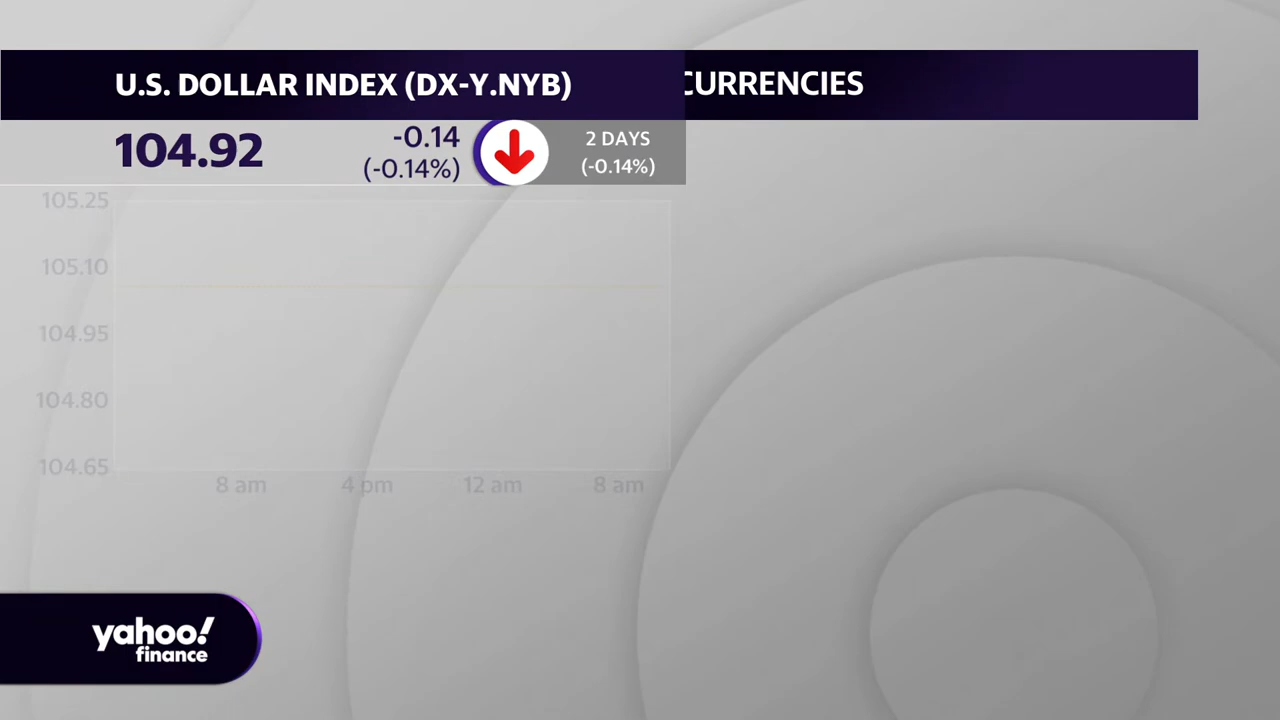 U.S. DOLLAR INDEX (DX-Y.NYB)
CURRENCIES
104.92
-0.14
(-0.14%)
2 DAYS
(-0.14%)
105.25
105.10
104.95
104.80
104.65
8 am 4 pm 12 am 8 am
yahoo!
finance